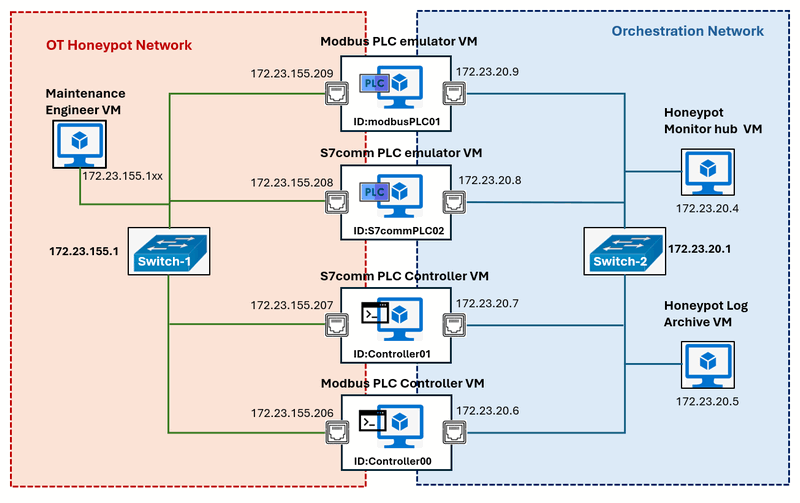 OT Honeypot Network
Orchestration Network
Modbus PLC emulator VM
172.23.155.209
172.23.20.9
PLC
ID:modbusPLC01
Maintenance
Engineer VM
172.23.155.1xx
Honeypot
Monitor hub VM
172.23.20.4
S7comm PLC emulator VM
172.23.155.208
172.23.20.8
PLC
ID:S7commPLC02
172.23.155.1
Switch-1
Switch-2
172.23.20.1
S7comm PLC Controller VM
172.23.155.207
172.23.20.7
>_
ID:Controller01
Honeypot Log
Archive VM
172.23.20.5
Modbus PLC Controller VM
172.23.155.206
172.23.20.6
>_
ID:Controller00